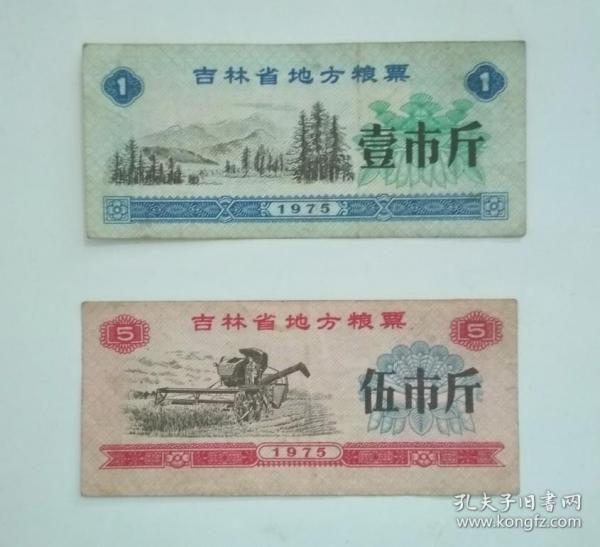 1 吉林省地方粮票 1
壹市斤
1975
5 吉林省地方粮票 5
伍市斤
1975
孔夫子旧书网
www.kongfz.com